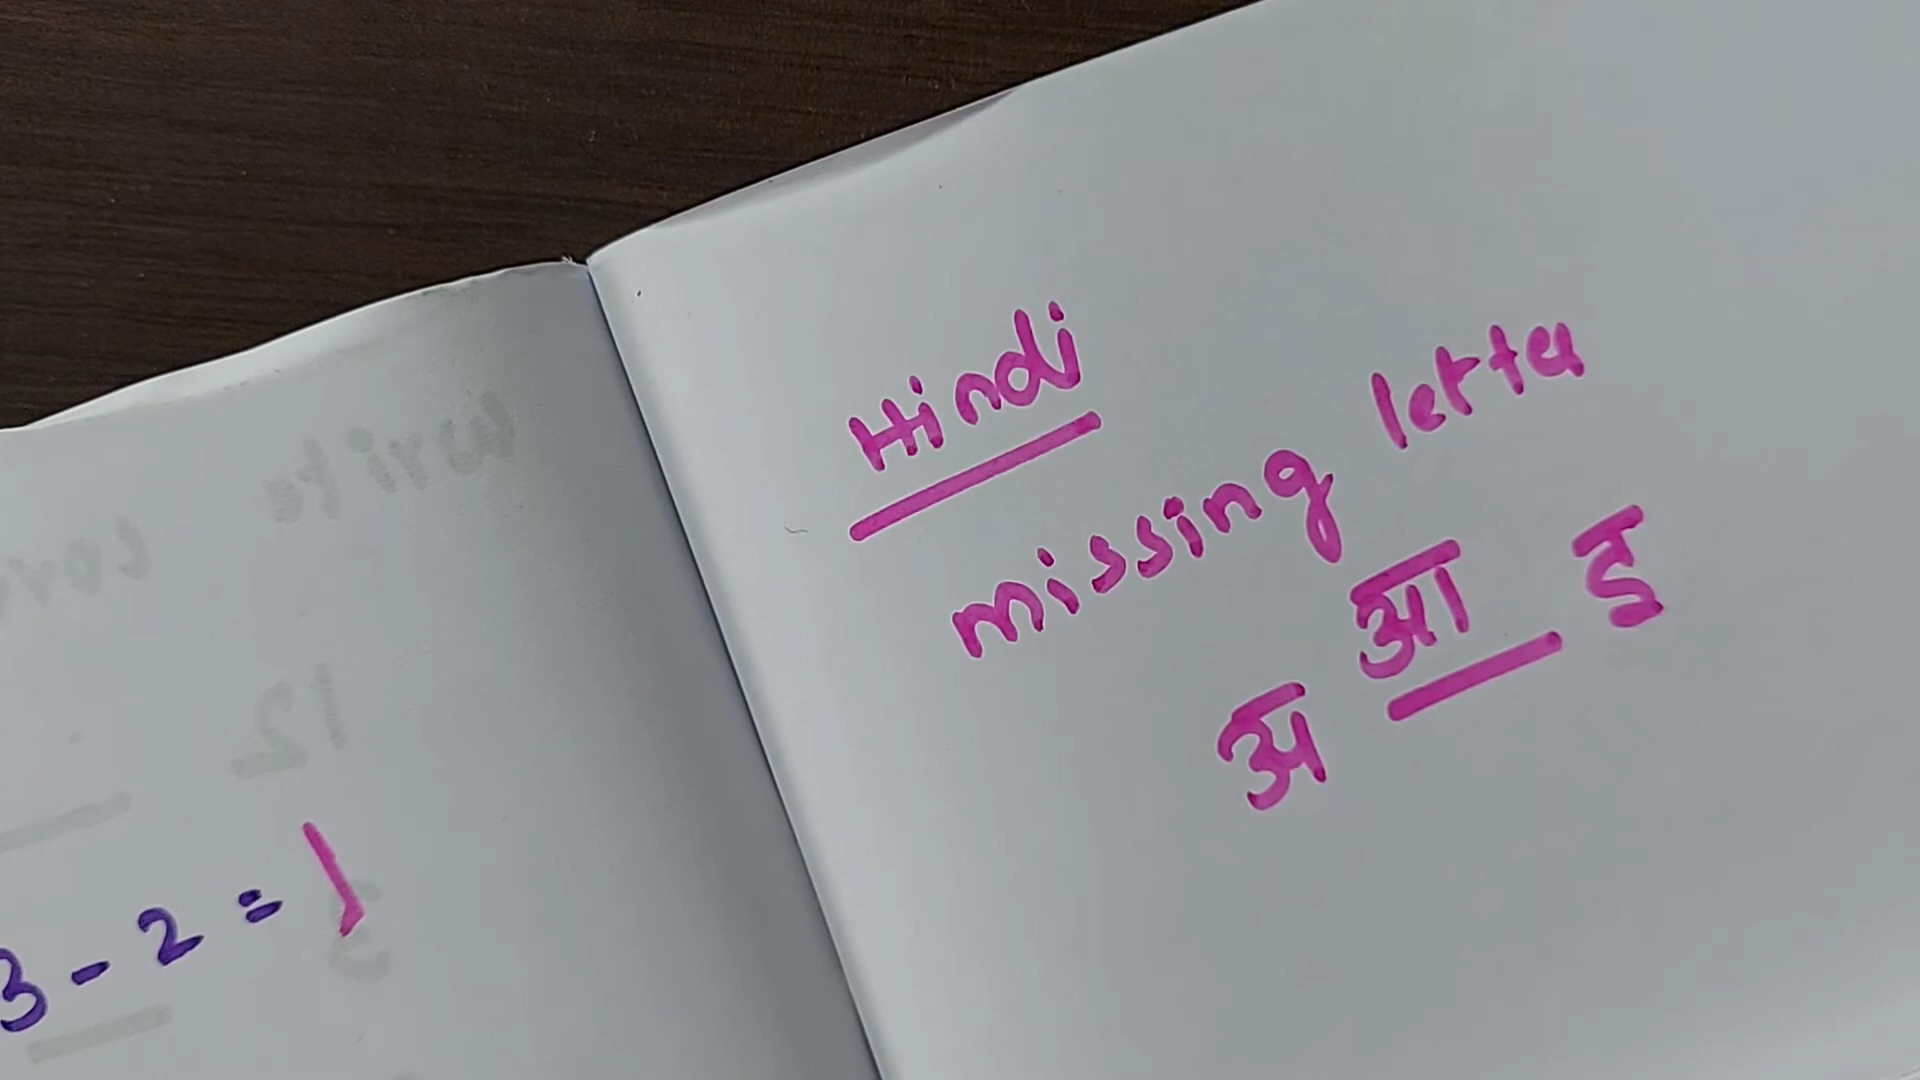 Hindi
missing letter
अ आ इ
3 - 2 = 1